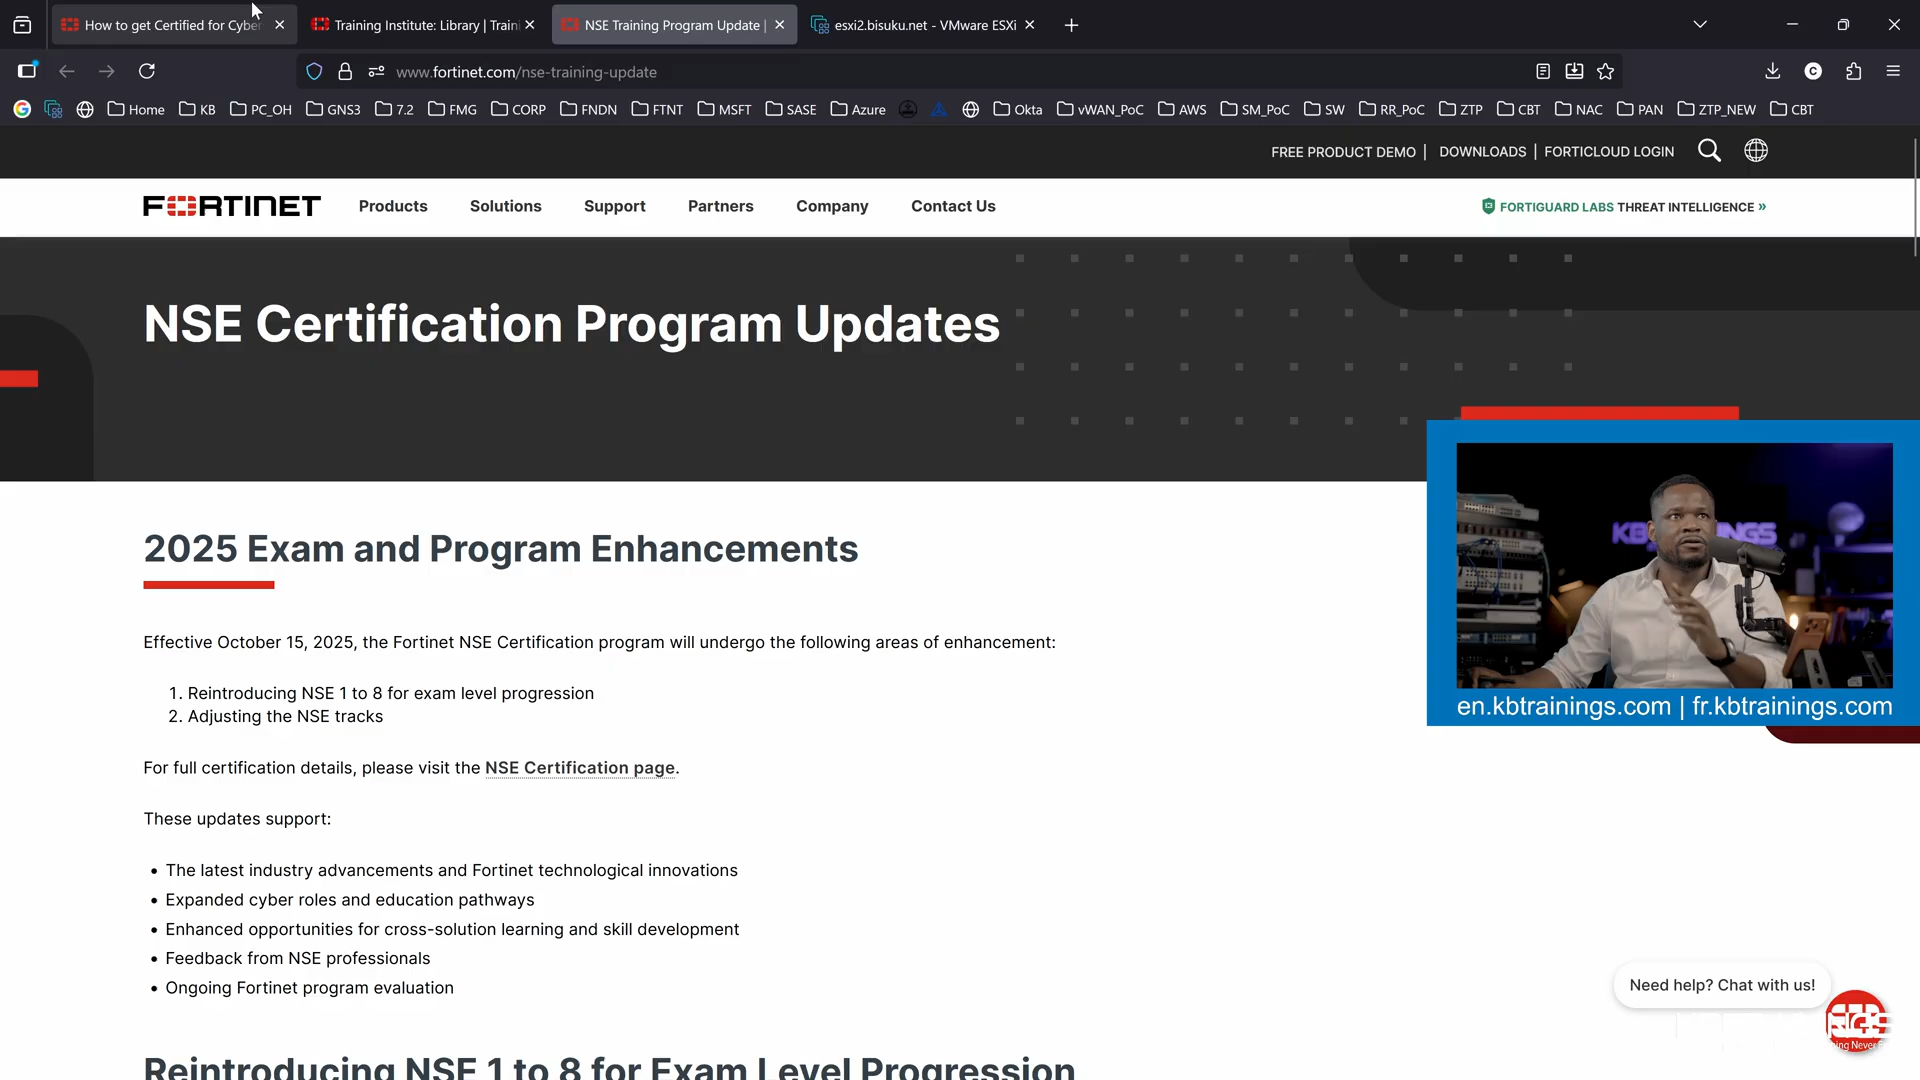 How to get Certified for Cyber
Training Institute: Library | Traini
NSE Training Program Update |
esxi2.bisuku.net - VMware ESXi
www.fortinet.com/nse-training-update
Home KB PC_OH GNS3 7.2 FMG CORP FNDN FTNT MSFT SASE Azure Okta vWAN_PoC AWS SM_PoC SW RR_PoC ZTP CBT NAC PAN ZTP_NEW CBT
FREE PRODUCT DEMO | DOWNLOADS | FORTICLOUD LOGIN
FORTINET Products Solutions Support Partners Company Contact Us
FORTIGUARD LABS THREAT INTELLIGENCE »
NSE Certification Program Updates
2025 Exam and Program Enhancements
Effective October 15, 2025, the Fortinet NSE Certification program will undergo the following areas of enhancement:
1. Reintroducing NSE 1 to 8 for exam level progression
2. Adjusting the NSE tracks
For full certification details, please visit the NSE Certification page.
These updates support:
• The latest industry advancements and Fortinet technological innovations
• Expanded cyber roles and education pathways
• Enhanced opportunities for cross-solution learning and skill development
• Feedback from NSE professionals
• Ongoing Fortinet program evaluation
Reintroducing NSE 1 to 8 for Exam Level Progression
en.kbtrainings.com | fr.kbtrainings.com
Need help? Chat with us!